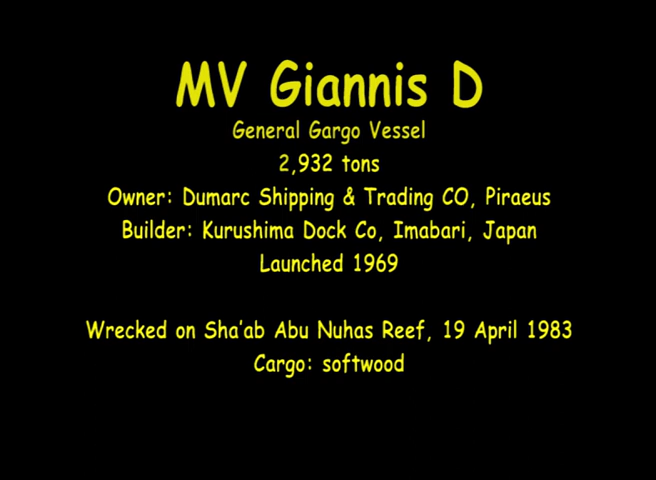 MV Giannis D
General Gargo Vessel
2,932 tons
Owner: Dumarc Shipping & Trading CO, Piraeus
Builder: Kurushima Dock Co, Imabari, Japan
Launched 1969
Wrecked on Sha'ab Abu Nuhas Reef, 19 April 1983
Cargo: softwood